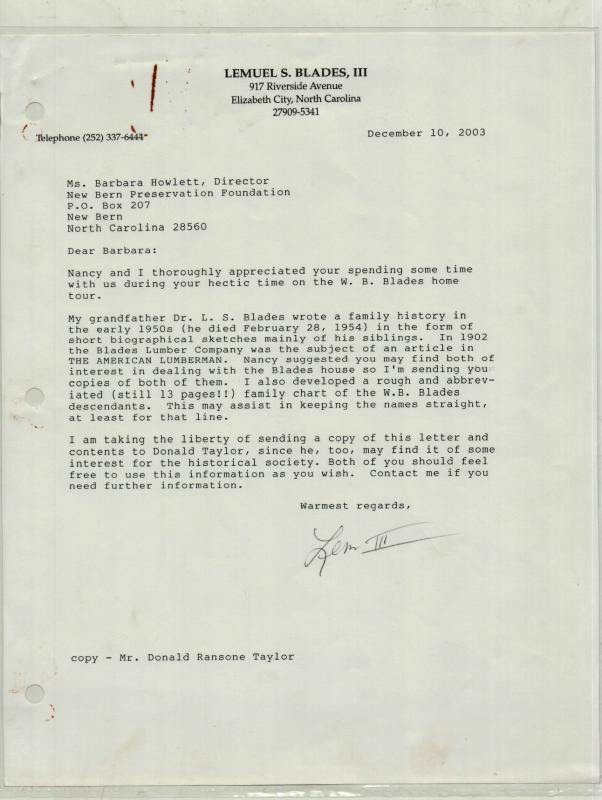 LEMUEL S. BLADES, III
917 Riverside Avenue
Elizabeth City, North Carolina
27909-5341
Telephone (252) 337-6444
December 10, 2003
Ms. Barbara Howlett, Director
New Bern Preservation Foundation
P.O. Box 207
New Bern
North Carolina 28560
Dear Barbara:
Nancy and I thoroughly appreciated your spending some time
with us during your hectic time on the W. B. Blades home
tour.
My grandfather Dr. L. S. Blades wrote a family history in
the early 1950s (he died February 28, 1954) in the form of
short biographical sketches mainly of his siblings. In 1902
the Blades Lumber Company was the subject of an article in
THE AMERICAN LUMBERMAN. Nancy suggested you may find both of
interest in dealing with the Blades house so I'm sending you
copies of both of them. I also developed a rough and abbrev-
iated (still 13 pages!!) family chart of the W.B. Blades
descendants. This may assist in keeping the names straight,
at least for that line.
I am taking the liberty of sending a copy of this letter and
contents to Donald Taylor, since he, too, may find it of some
interest for the historical society. Both of you should feel
free to use this information as you wish. Contact me if you
need further information.
Warmest regards,
Lem III
copy - Mr. Donald Ransone Taylor